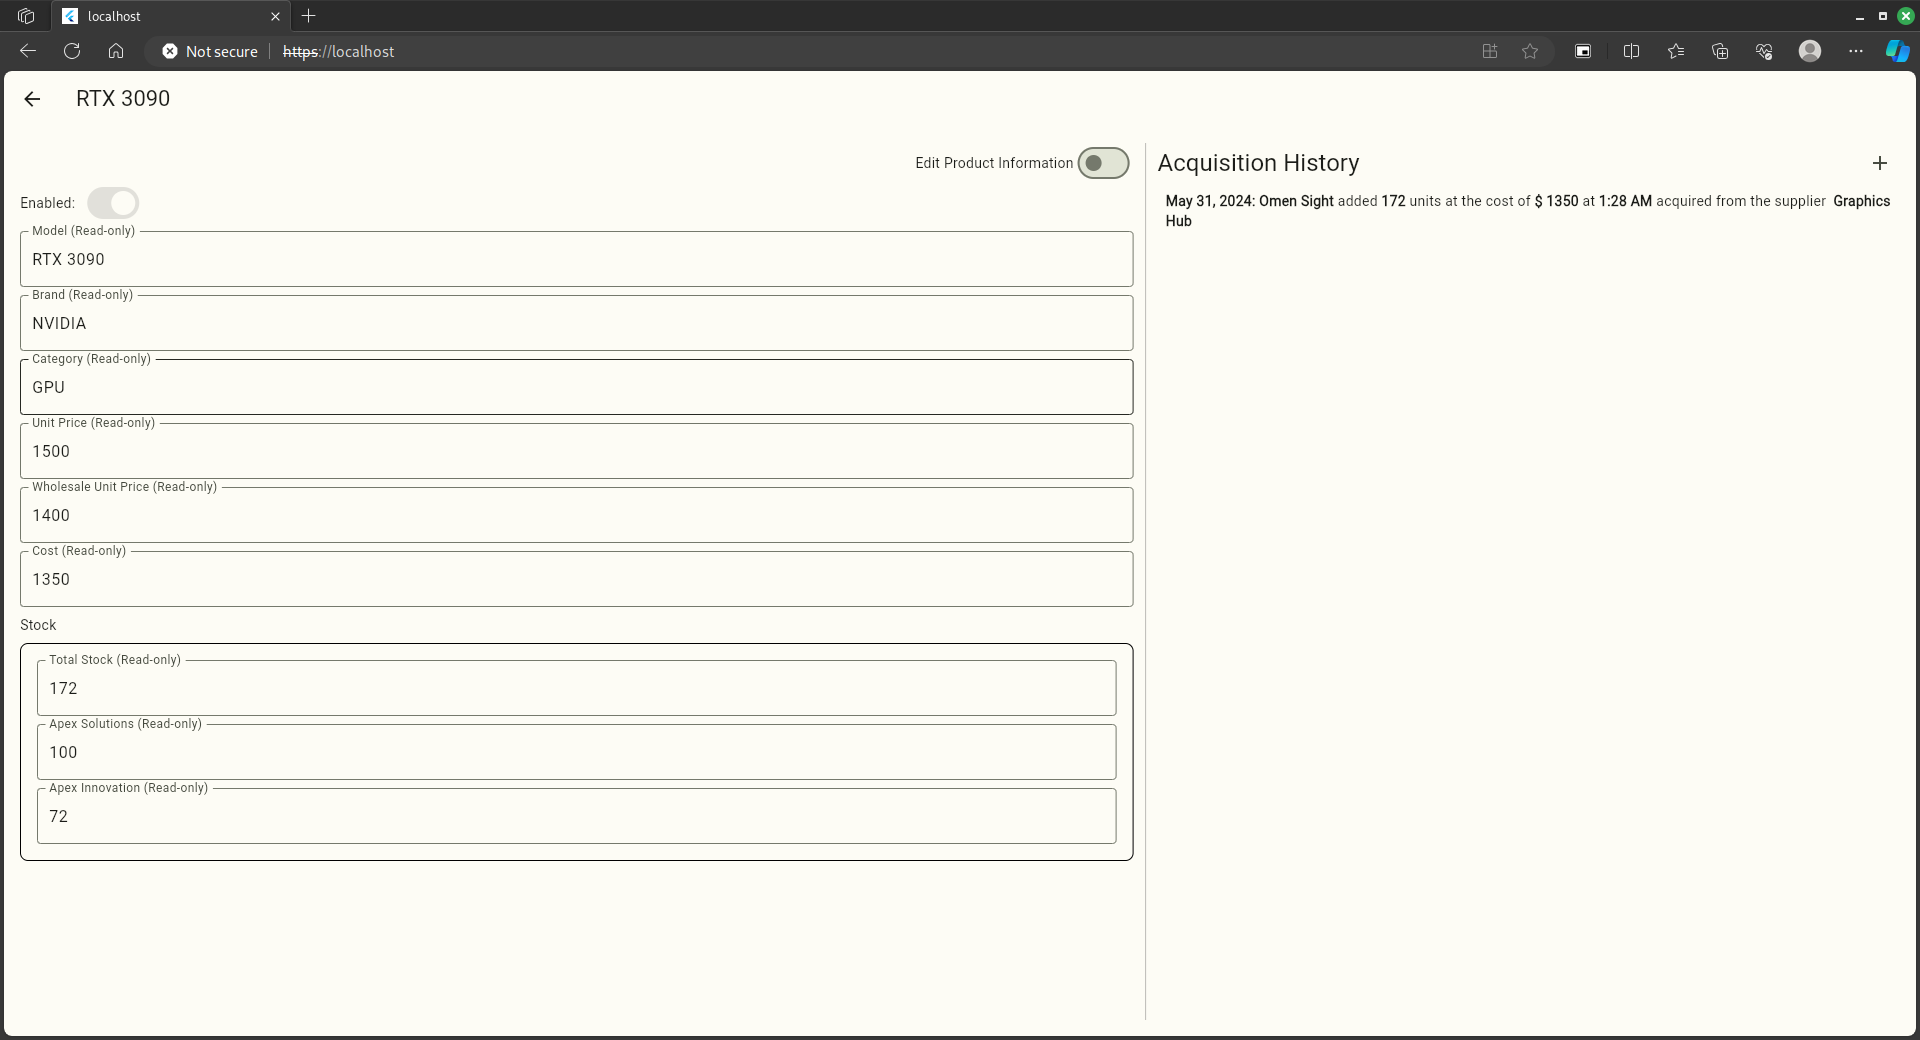 localhost
Not secure
https://localhost
RTX 3090
Edit Product Information
Enabled:
Model (Read-only)
RTX 3090
Brand (Read-only)
NVIDIA
Category (Read-only)
GPU
Unit Price (Read-only)
1500
Wholesale Unit Price (Read-only)
1400
Cost (Read-only)
1350
Stock
Total Stock (Read-only)
172
Apex Solutions (Read-only)
100
Apex Innovation (Read-only)
72
Acquisition History
May 31, 2024: Omen Sight added 172 units at the cost of $ 1350 at 1:28 AM acquired from the supplier Graphics
Hub